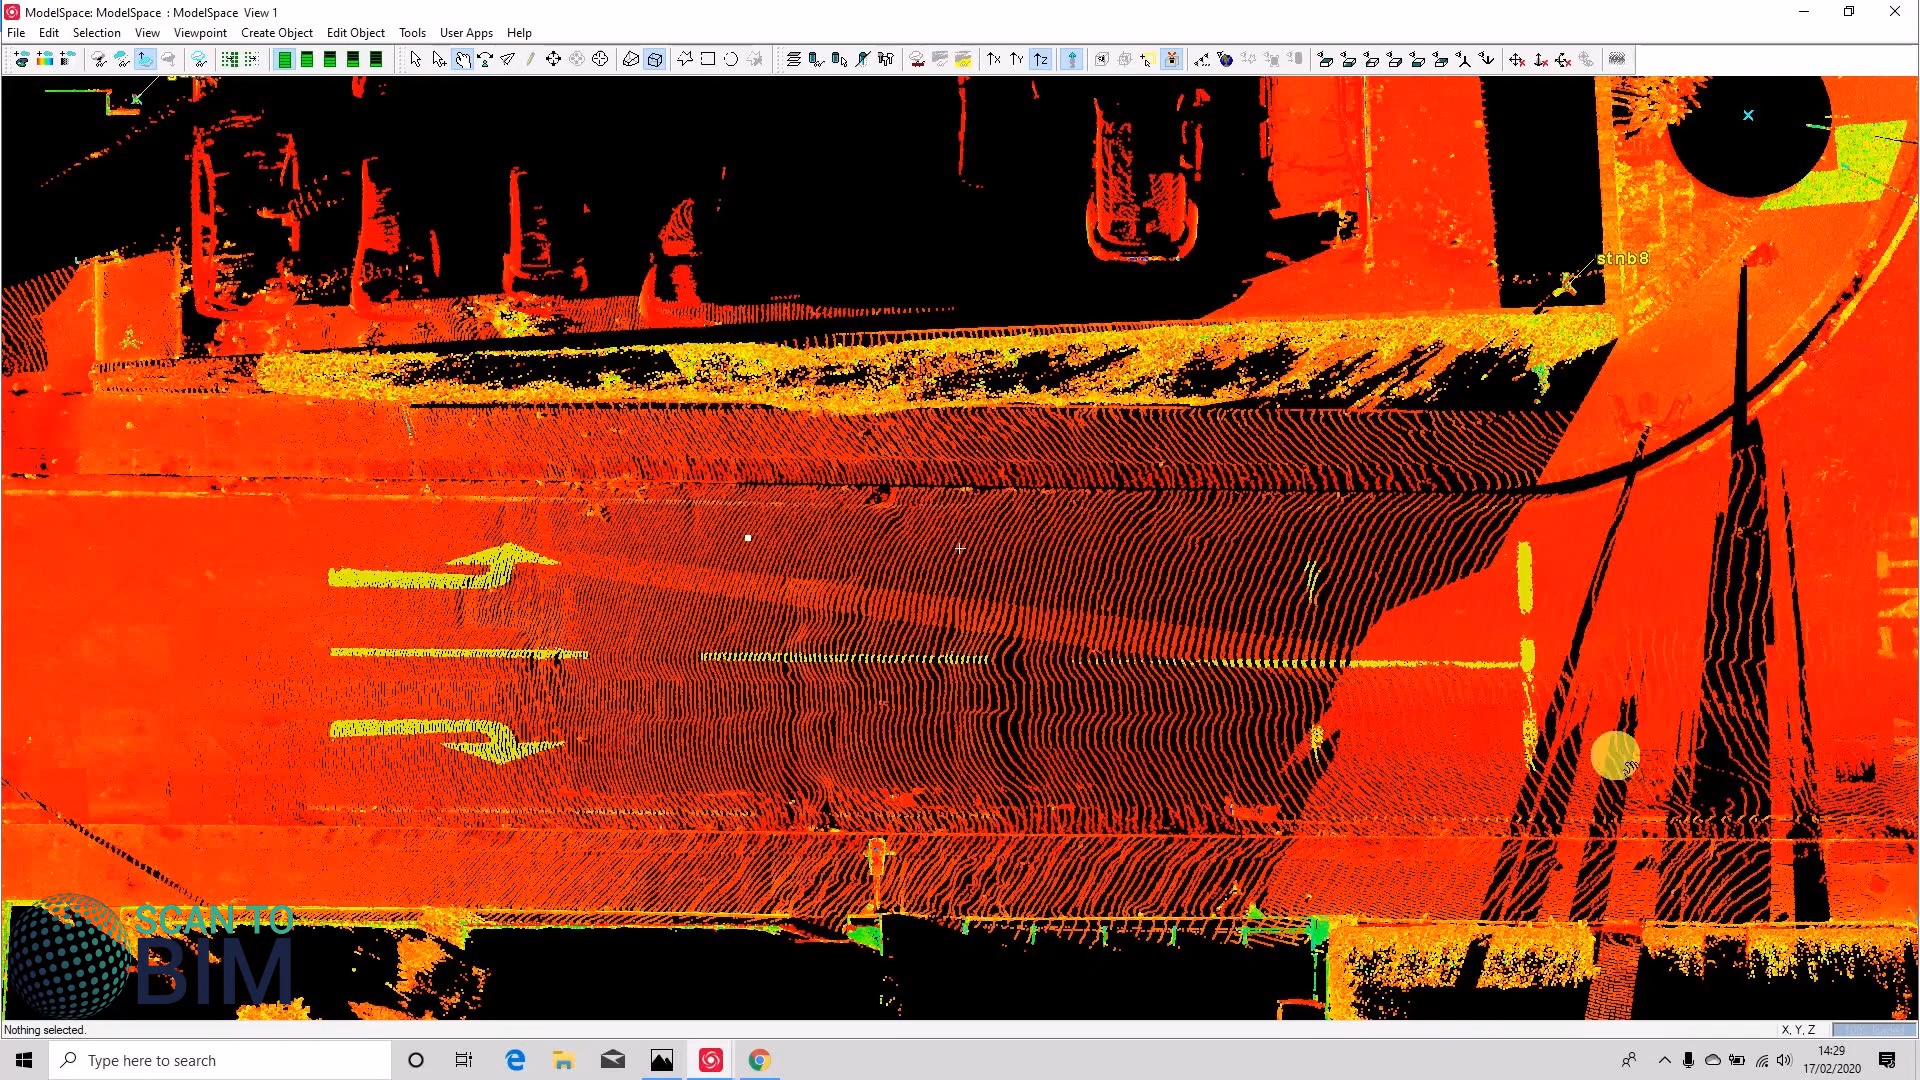 ModelSpace: ModelSpace : ModelSpace View 1
File Edit Selection View Viewpoint Create Object Edit Object Tools User Apps Help
stnb8
SCAN TO
BIM
Nothing selected.
X, Y, Z
Type here to search
14:29
17/02/2020